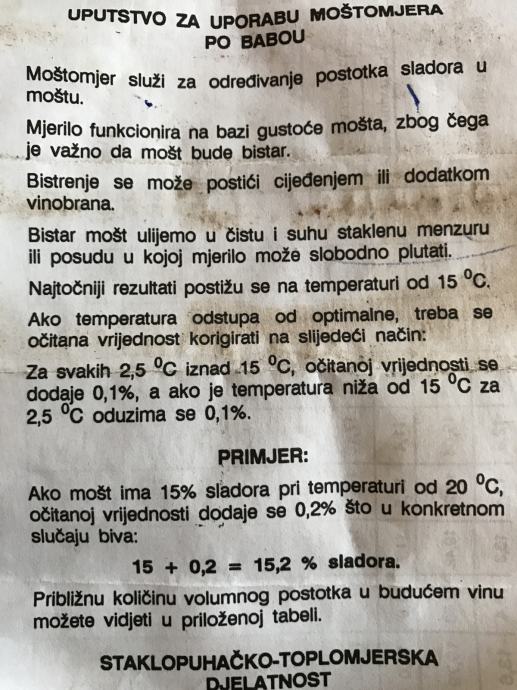 UPUTSTVO ZA UPORABU MOŠTOMJERA
PO BABOU
Moštomjer služi za određivanje postotka sladora u
moštu.
Mjerilo funkcionira na bazi gustoće mošta, zbog čega
je važno da mošt bude bistar.
Bistrenje se može postići cijeđenjem ili dodatkom
vinobrana.
Bistar mošt ulijemo u čistu i suhu staklenu menzuru
ili posudu u kojoj mjerilo može slobodno plutati.
Najtočniji rezultati postižu se na temperaturi od 15 ⁰C.
Ako temperatura odstupa od optimalne, treba se
očitana vrijednost korigirati na slijedeći način:
Za svakih 2,5 ⁰C iznad 15 ⁰C, očitanoj vrijednosti se
dodaje 0,1%, a ako je temperatura niža od 15 ⁰C za
2,5 ⁰C oduzima se 0,1%.
PRIMJER:
Ako mošt ima 15% sladora pri temperaturi od 20 ⁰C,
očitanoj vrijednosti dodaje se 0,2% što u konkretnom
slučaju biva:
15 + 0,2 = 15,2 % sladora.
Približnu količinu volumnog postotka u budućem vinu
možete vidjeti u priloženoj tabeli.
STAKLOPUHAČKO-TOPLOMJERSKA
DJELATNOST